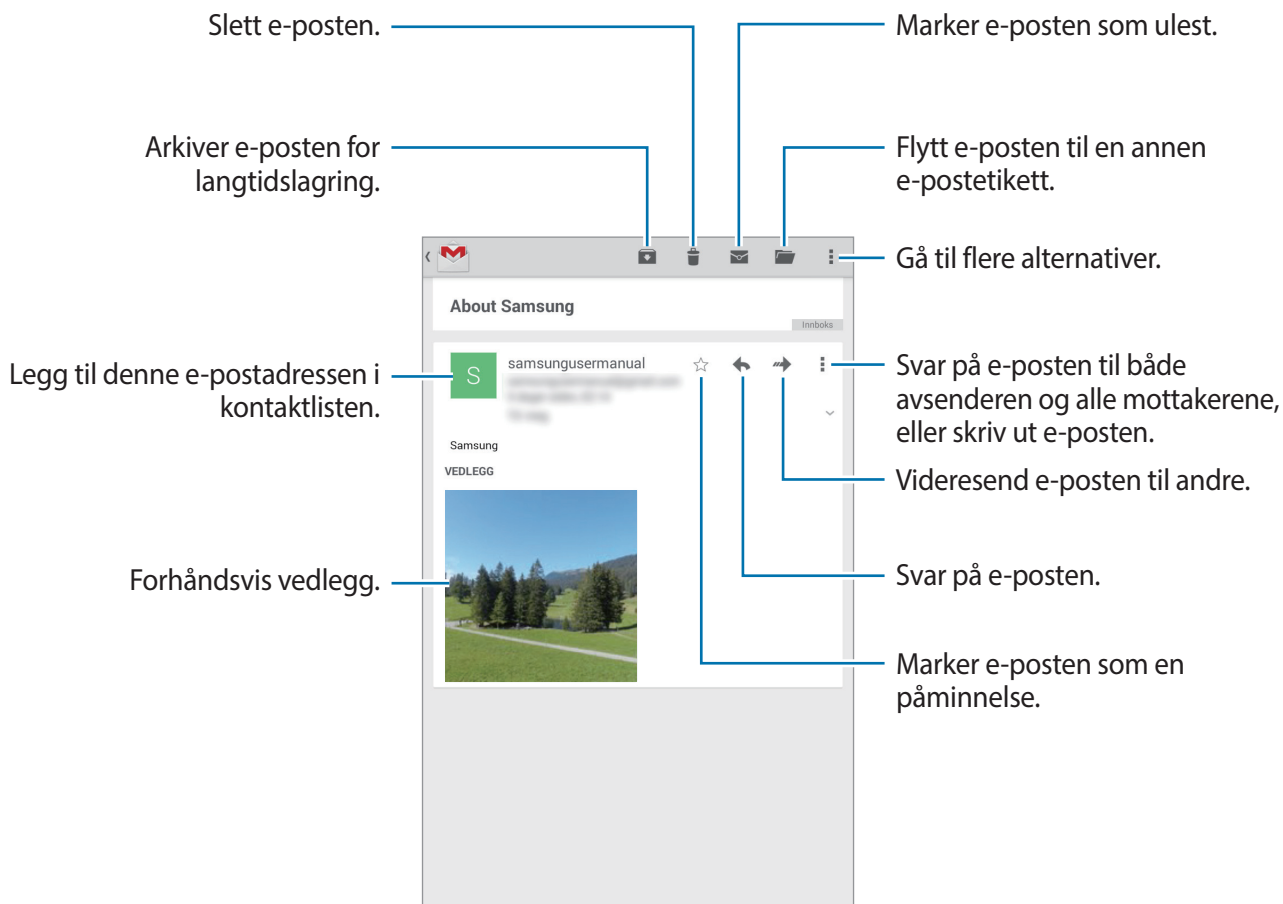 Slett e-posten.
Marker e-posten som ulest.
Arkiver e-posten for
langtidslagring.
Flytt e-posten til en annen
e-postetikett.
Gå til flere alternativer.
About Samsung
Innboks
Legg til denne e-postadressen i
kontaktlisten.
S
samsungusermanual
Svar på e-posten til både
avsenderen og alle mottakerene,
eller skriv ut e-posten.
Samsung
VEDLEGG
Videresend e-posten til andre.
Forhåndsvis vedlegg.
Svar på e-posten.
Marker e-posten som en
påminnelse.